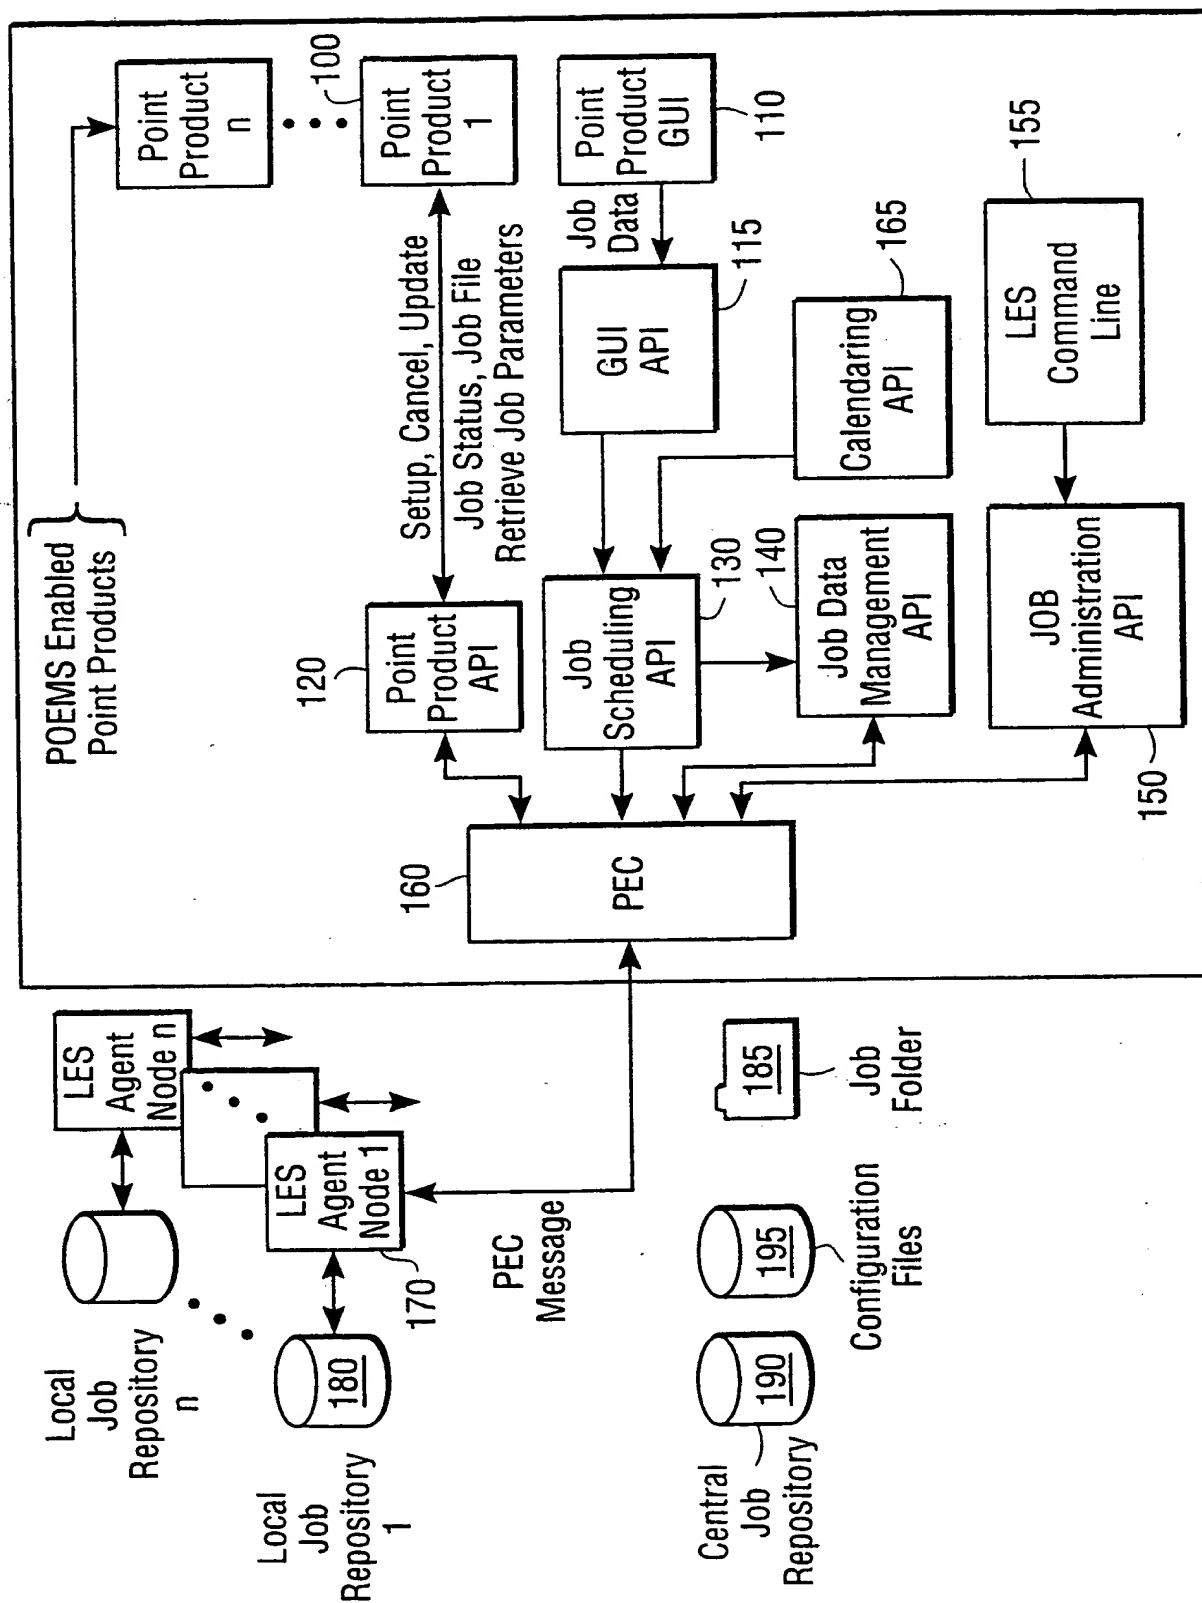 POEMS Enabled
Point Products
Point
Product
n
100
Point
Product
1
120
Point
Product
API
Setup, Cancel, Update
Job Status, Job File
Retrieve Job Parameters
Point
Product
GUI
110
Job
Data
GUI
API
115
Job
Scheduling
API
130
Calendaring
API
165
140
Job Data
Management
API
LES
Command
Line
155
JOB
Administration
API
150
160
PEC
LES
Agent
Node n
LES
Agent
Node 1
170
PEC
Message
Local
Job
Repository
n
180
Local
Job
Repository
1
185
Job
Folder
195
Configuration
Files
190
Central
Job
Repository